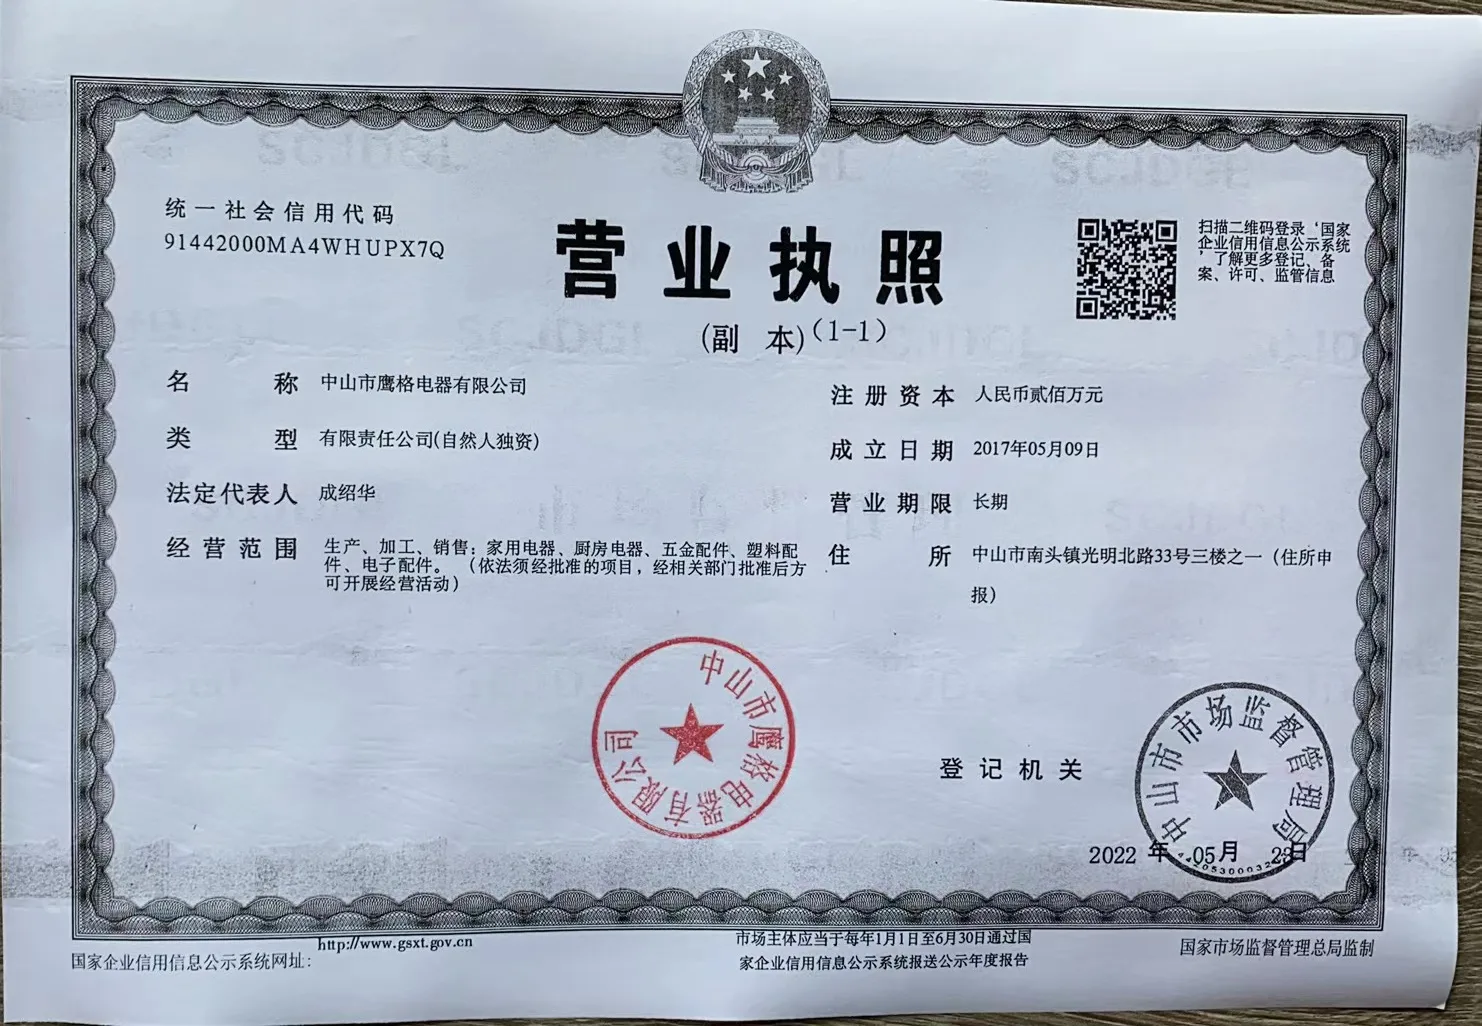 统一社会信用代码
91442000MA4WHUPX7Q
营业执照
(副 本)(1-1)
扫描二维码登录‘国家
企业信用信息公示系统
’了解更多登记、备
案、许可、监管信息
名 称 中山市鹰格电器有限公司
类 型 有限责任公司(自然人独资)
法定代表人 成绍华
经营范围 生产、加工、销售：家用电器、厨房电器、五金配件、塑料配
件、电子配件。（依法须经批准的项目，经相关部门批准后方
可开展经营活动）
注册资本 人民币贰佰万元
成立日期 2017年05月09日
营业期限 长期
住 所 中山市南头镇光明北路33号三楼之一（住所申
报）
中山市鹰格电器有限公司
登记机关
中山市市场监督管理局
2022 年 05 月 23 日
http://www.gsxt.gov.cn
国家企业信用信息公示系统网址：
市场主体应当于每年1月1日至6月30日通过国
家企业信用信息公示系统报送公示年度报告
国家市场监督管理总局监制
SCJDGL
SCJDGL
SCJDGL